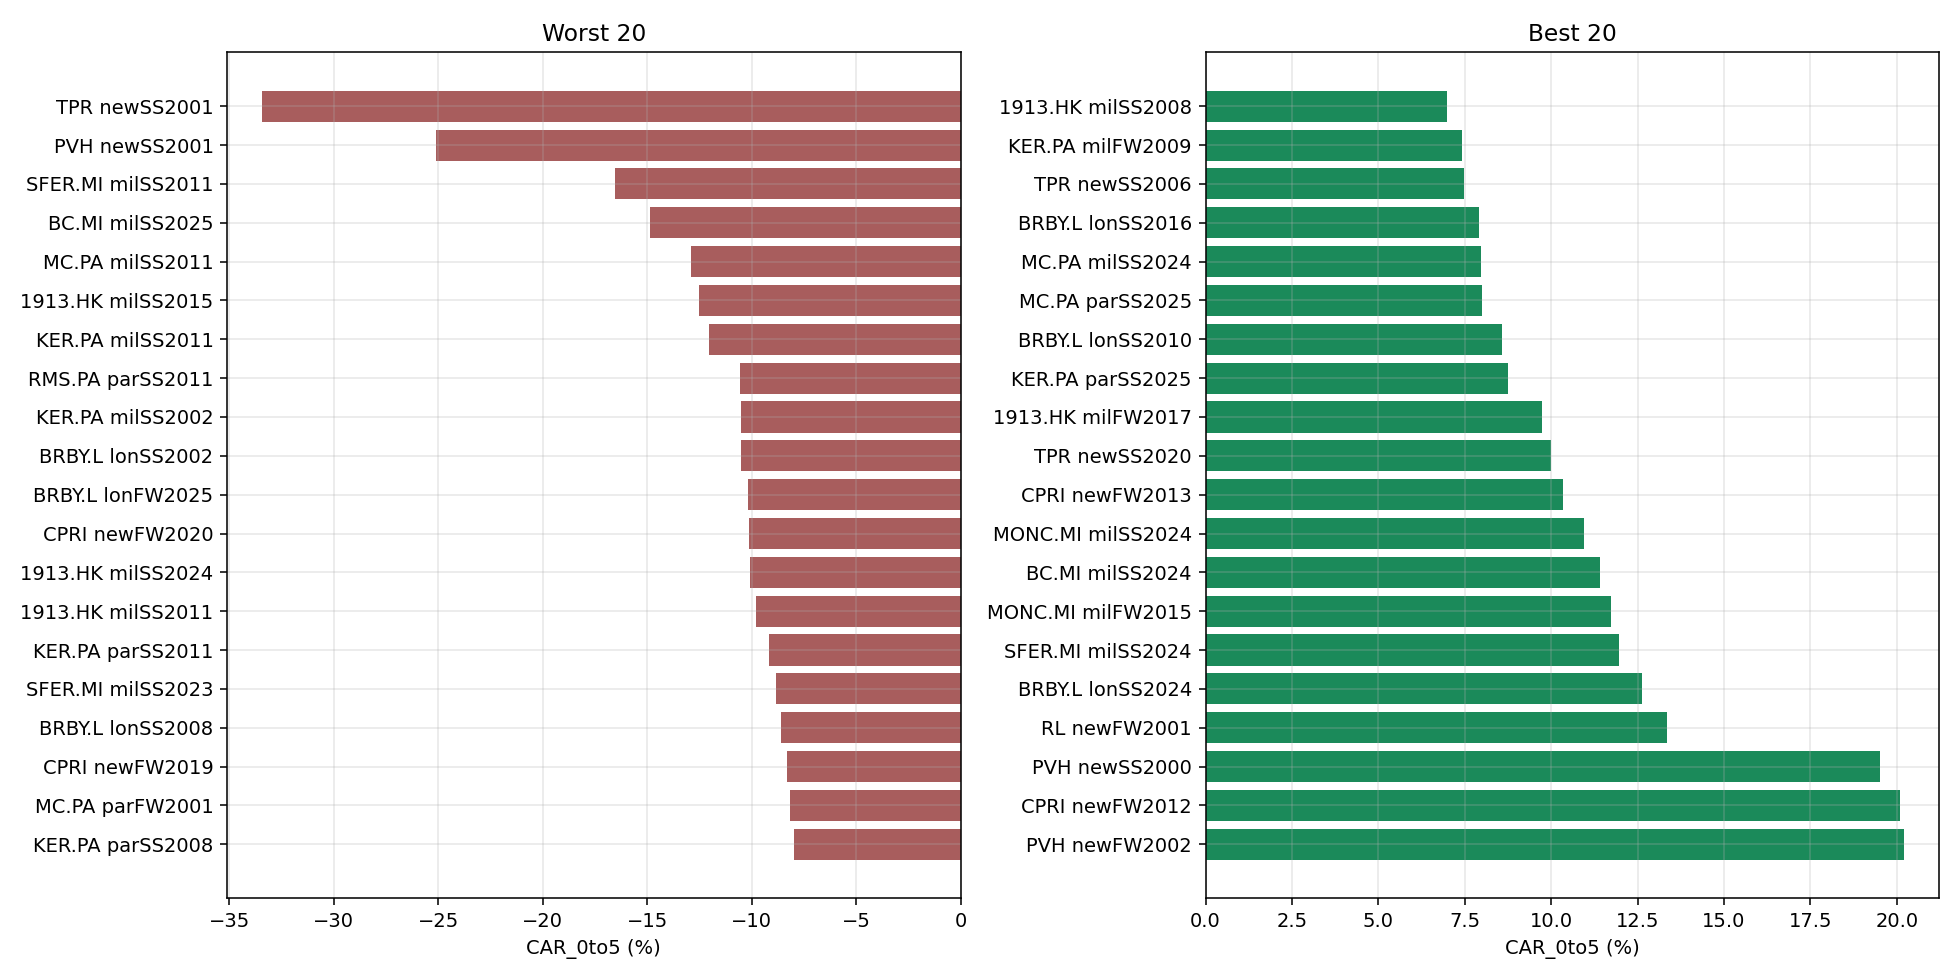 Worst 20
TPR newSS2001
PVH newSS2001
SFER.MI milSS2011
BC.MI milSS2025
MC.PA milSS2011
1913.HK milSS2015
KER.PA milSS2011
RMS.PA parSS2011
KER.PA milSS2002
BRBY.L lonSS2002
BRBY.L lonFW2025
CPRI newFW2020
1913.HK milSS2024
1913.HK milSS2011
KER.PA parSS2011
SFER.MI milSS2023
BRBY.L lonSS2008
CPRI newFW2019
MC.PA parFW2001
KER.PA parSS2008
−35 −30 −25 −20 −15 −10 −5 0
CAR_0to5 (%)
Best 20
1913.HK milSS2008
KER.PA milFW2009
TPR newSS2006
BRBY.L lonSS2016
MC.PA milSS2024
MC.PA parSS2025
BRBY.L lonSS2010
KER.PA parSS2025
1913.HK milFW2017
TPR newSS2020
CPRI newFW2013
MONC.MI milSS2024
BC.MI milSS2024
MONC.MI milFW2015
SFER.MI milSS2024
BRBY.L lonSS2024
RL newFW2001
PVH newSS2000
CPRI newFW2012
PVH newFW2002
0.0 2.5 5.0 7.5 10.0 12.5 15.0 17.5 20.0
CAR_0to5 (%)